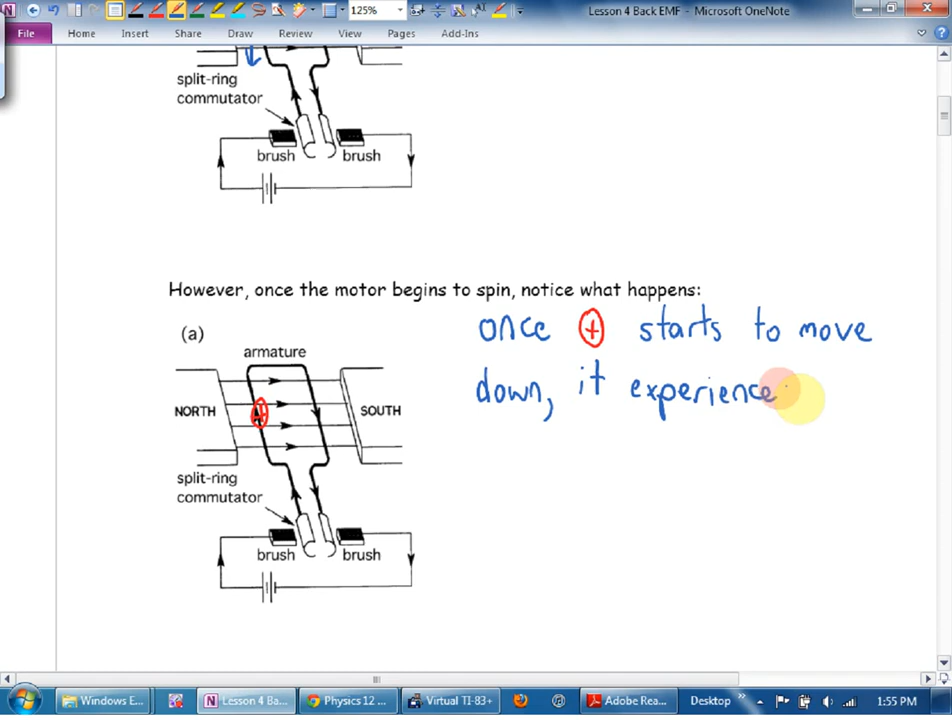 Lesson 4 Back EMF - Microsoft OneNote
125%
File Home Insert Share Draw Review View Pages Add-Ins
split-ring
commutator
brush brush
However, once the motor begins to spin, notice what happens:
once + starts to move
down, it experience
(a)
armature
NORTH SOUTH
+
split-ring
commutator
brush brush
Windows E... Lesson 4 Back... Physics 12 ... Virtual TI-83+ Adobe Rea... Desktop » 1:55 PM